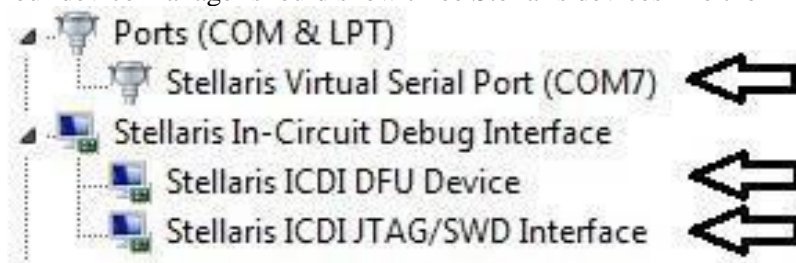 Ports (COM & LPT)
Stellaris Virtual Serial Port (COM7)
Stellaris In-Circuit Debug Interface
Stellaris ICDI DFU Device
Stellaris ICDI JTAG/SWD Interface